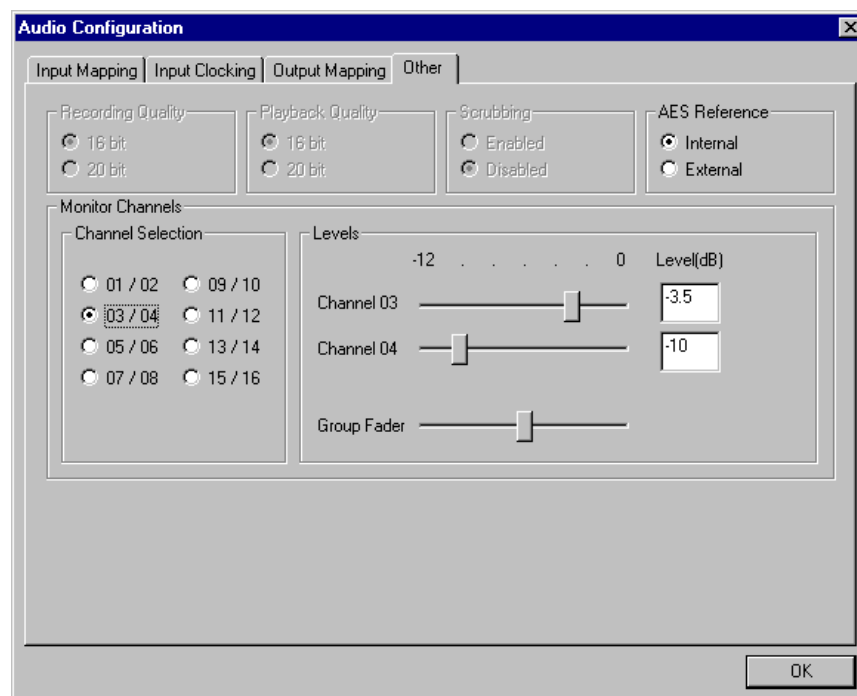 Audio Configuration
Input Mapping Input Clocking Output Mapping Other
Recording Quality
16 bit
20 bit
Playback Quality
16 bit
20 bit
Scrubbing
Enabled
Disabled
AES Reference
Internal
External
Monitor Channels
Channel Selection
01 / 02 09 / 10
03 / 04 11 / 12
05 / 06 13 / 14
07 / 08 15 / 16
Levels
-12 . . . . . 0 Level(dB)
Channel 03 -3.5
Channel 04 -10
Group Fader
OK